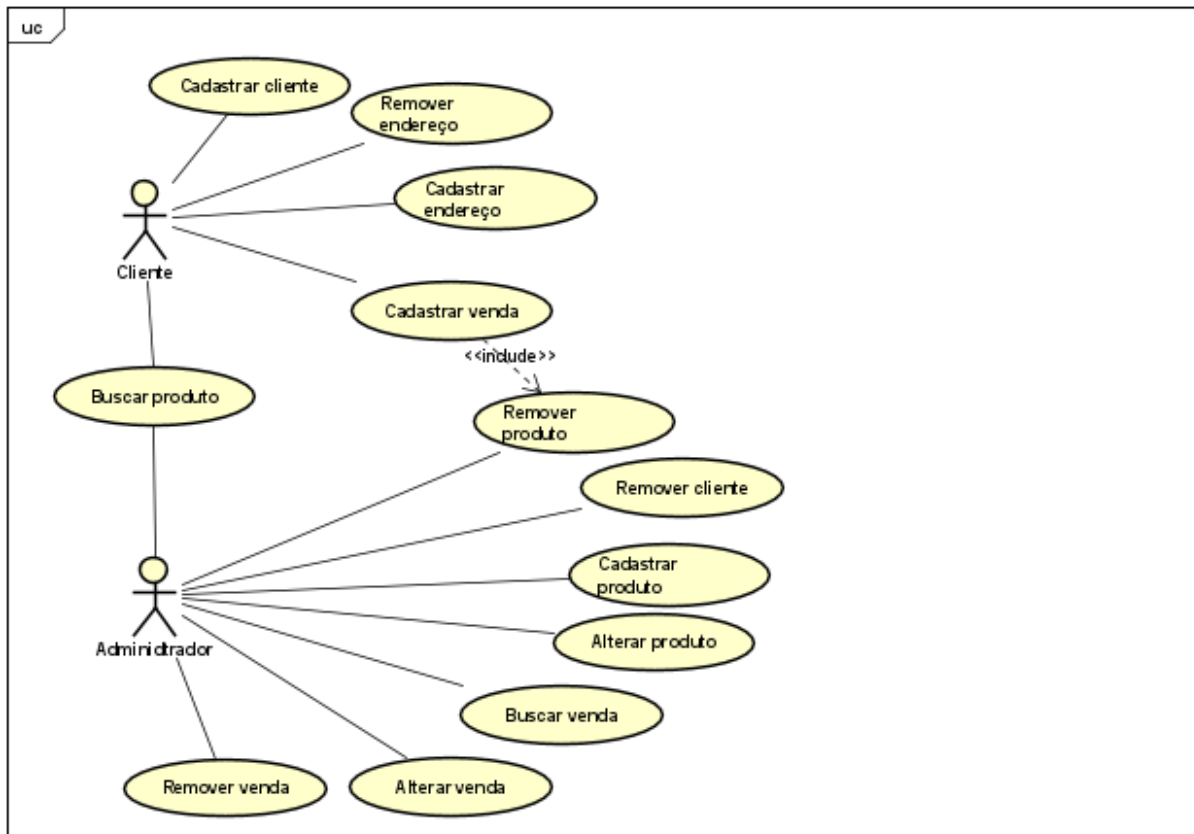 uc
Cadastrar cliente
Remover
endereço
Cadastrar
endereço
Cliente
Cadastrar venda
<<include>>
Buscar produto
Remover
produto
Remover cliente
Cadastrar
produto
Alterar produto
Administrador
Buscar venda
Remover venda
Alterar venda